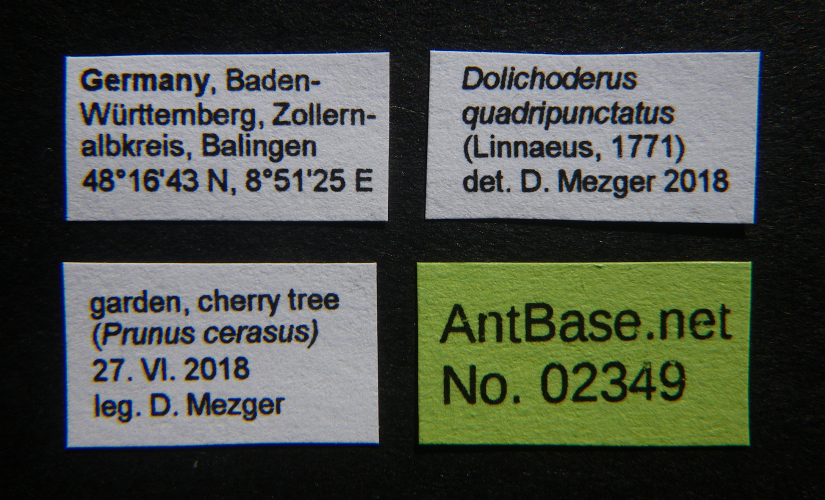 Germany, Baden-
Württemberg, Zollern-
albkreis, Balingen
48°16'43 N, 8°51'25 E
Dolichoderus
quadripunctatus
(Linnaeus, 1771)
det. D. Mezger 2018
garden, cherry tree
(Prunus cerasus)
27. VI. 2018
leg. D. Mezger
AntBase.net
No. 02349